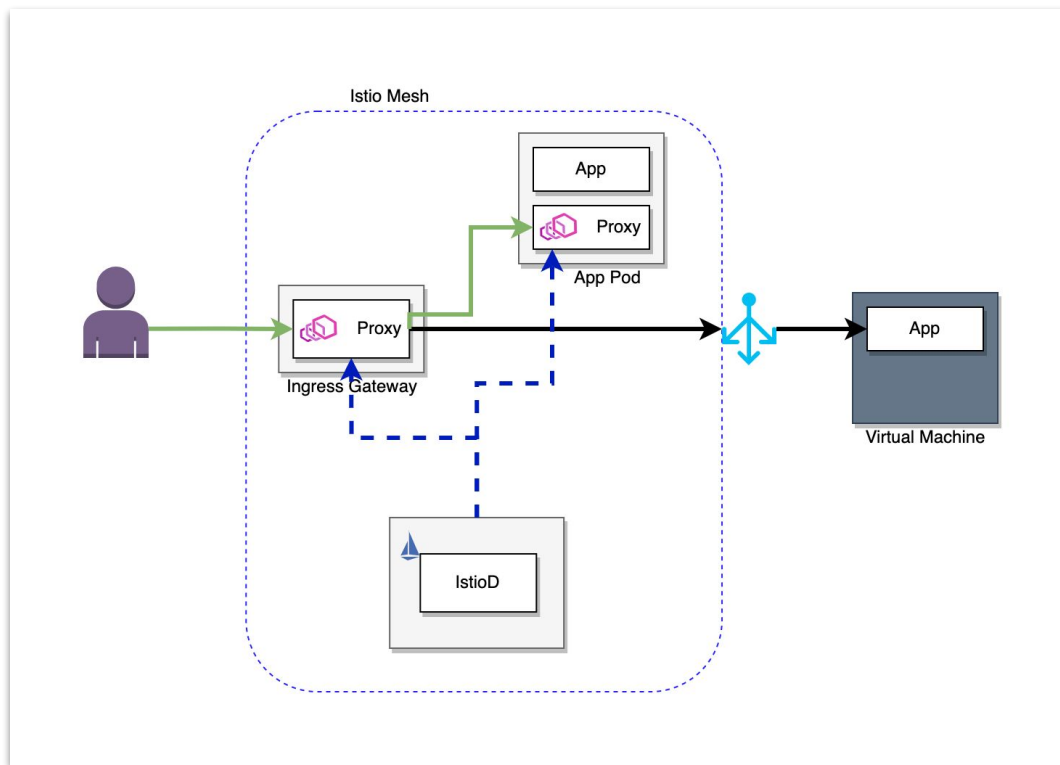 Istio Mesh
App
Proxy
App Pod
Proxy
Ingress Gateway
App
Virtual Machine
IstioD